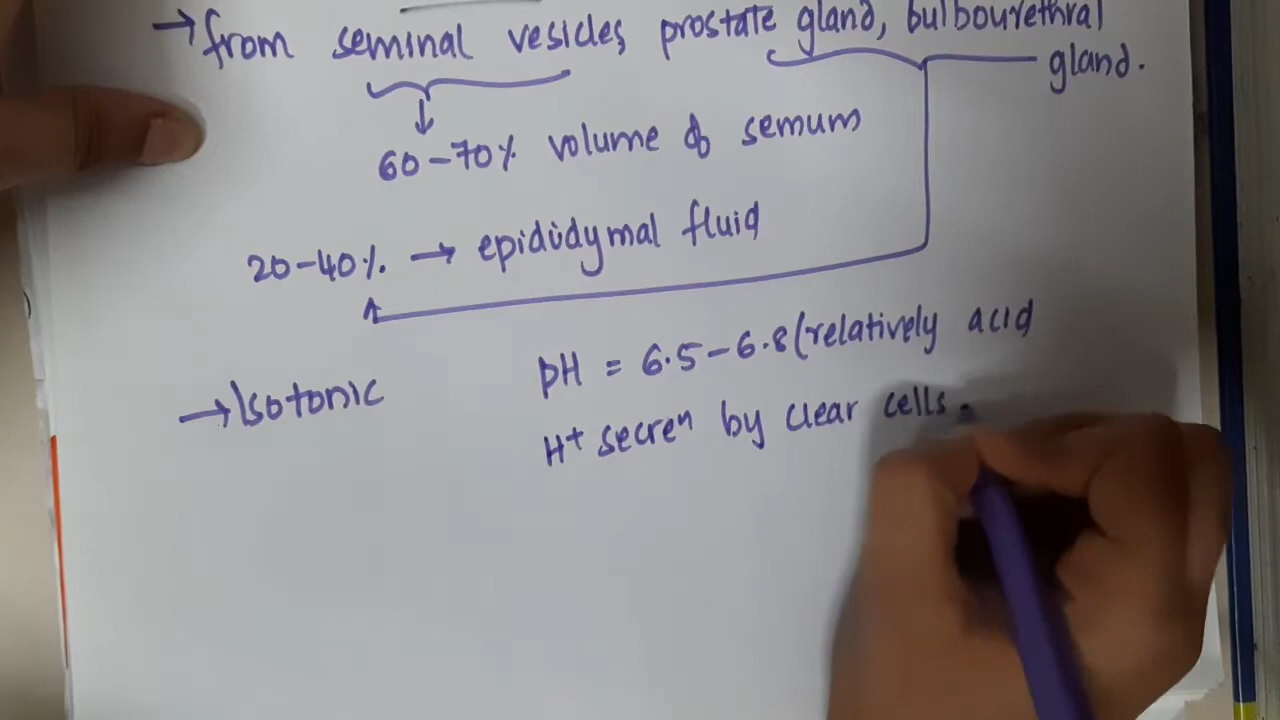 → from seminal vesicles, prostate gland, bulbourethral
gland.
60-70% volume of semum
20-40% → epididymal fluid
pH = 6.5-6.8 (relatively acid
→ Isotonic
H+ secreⁿ by clear cells.